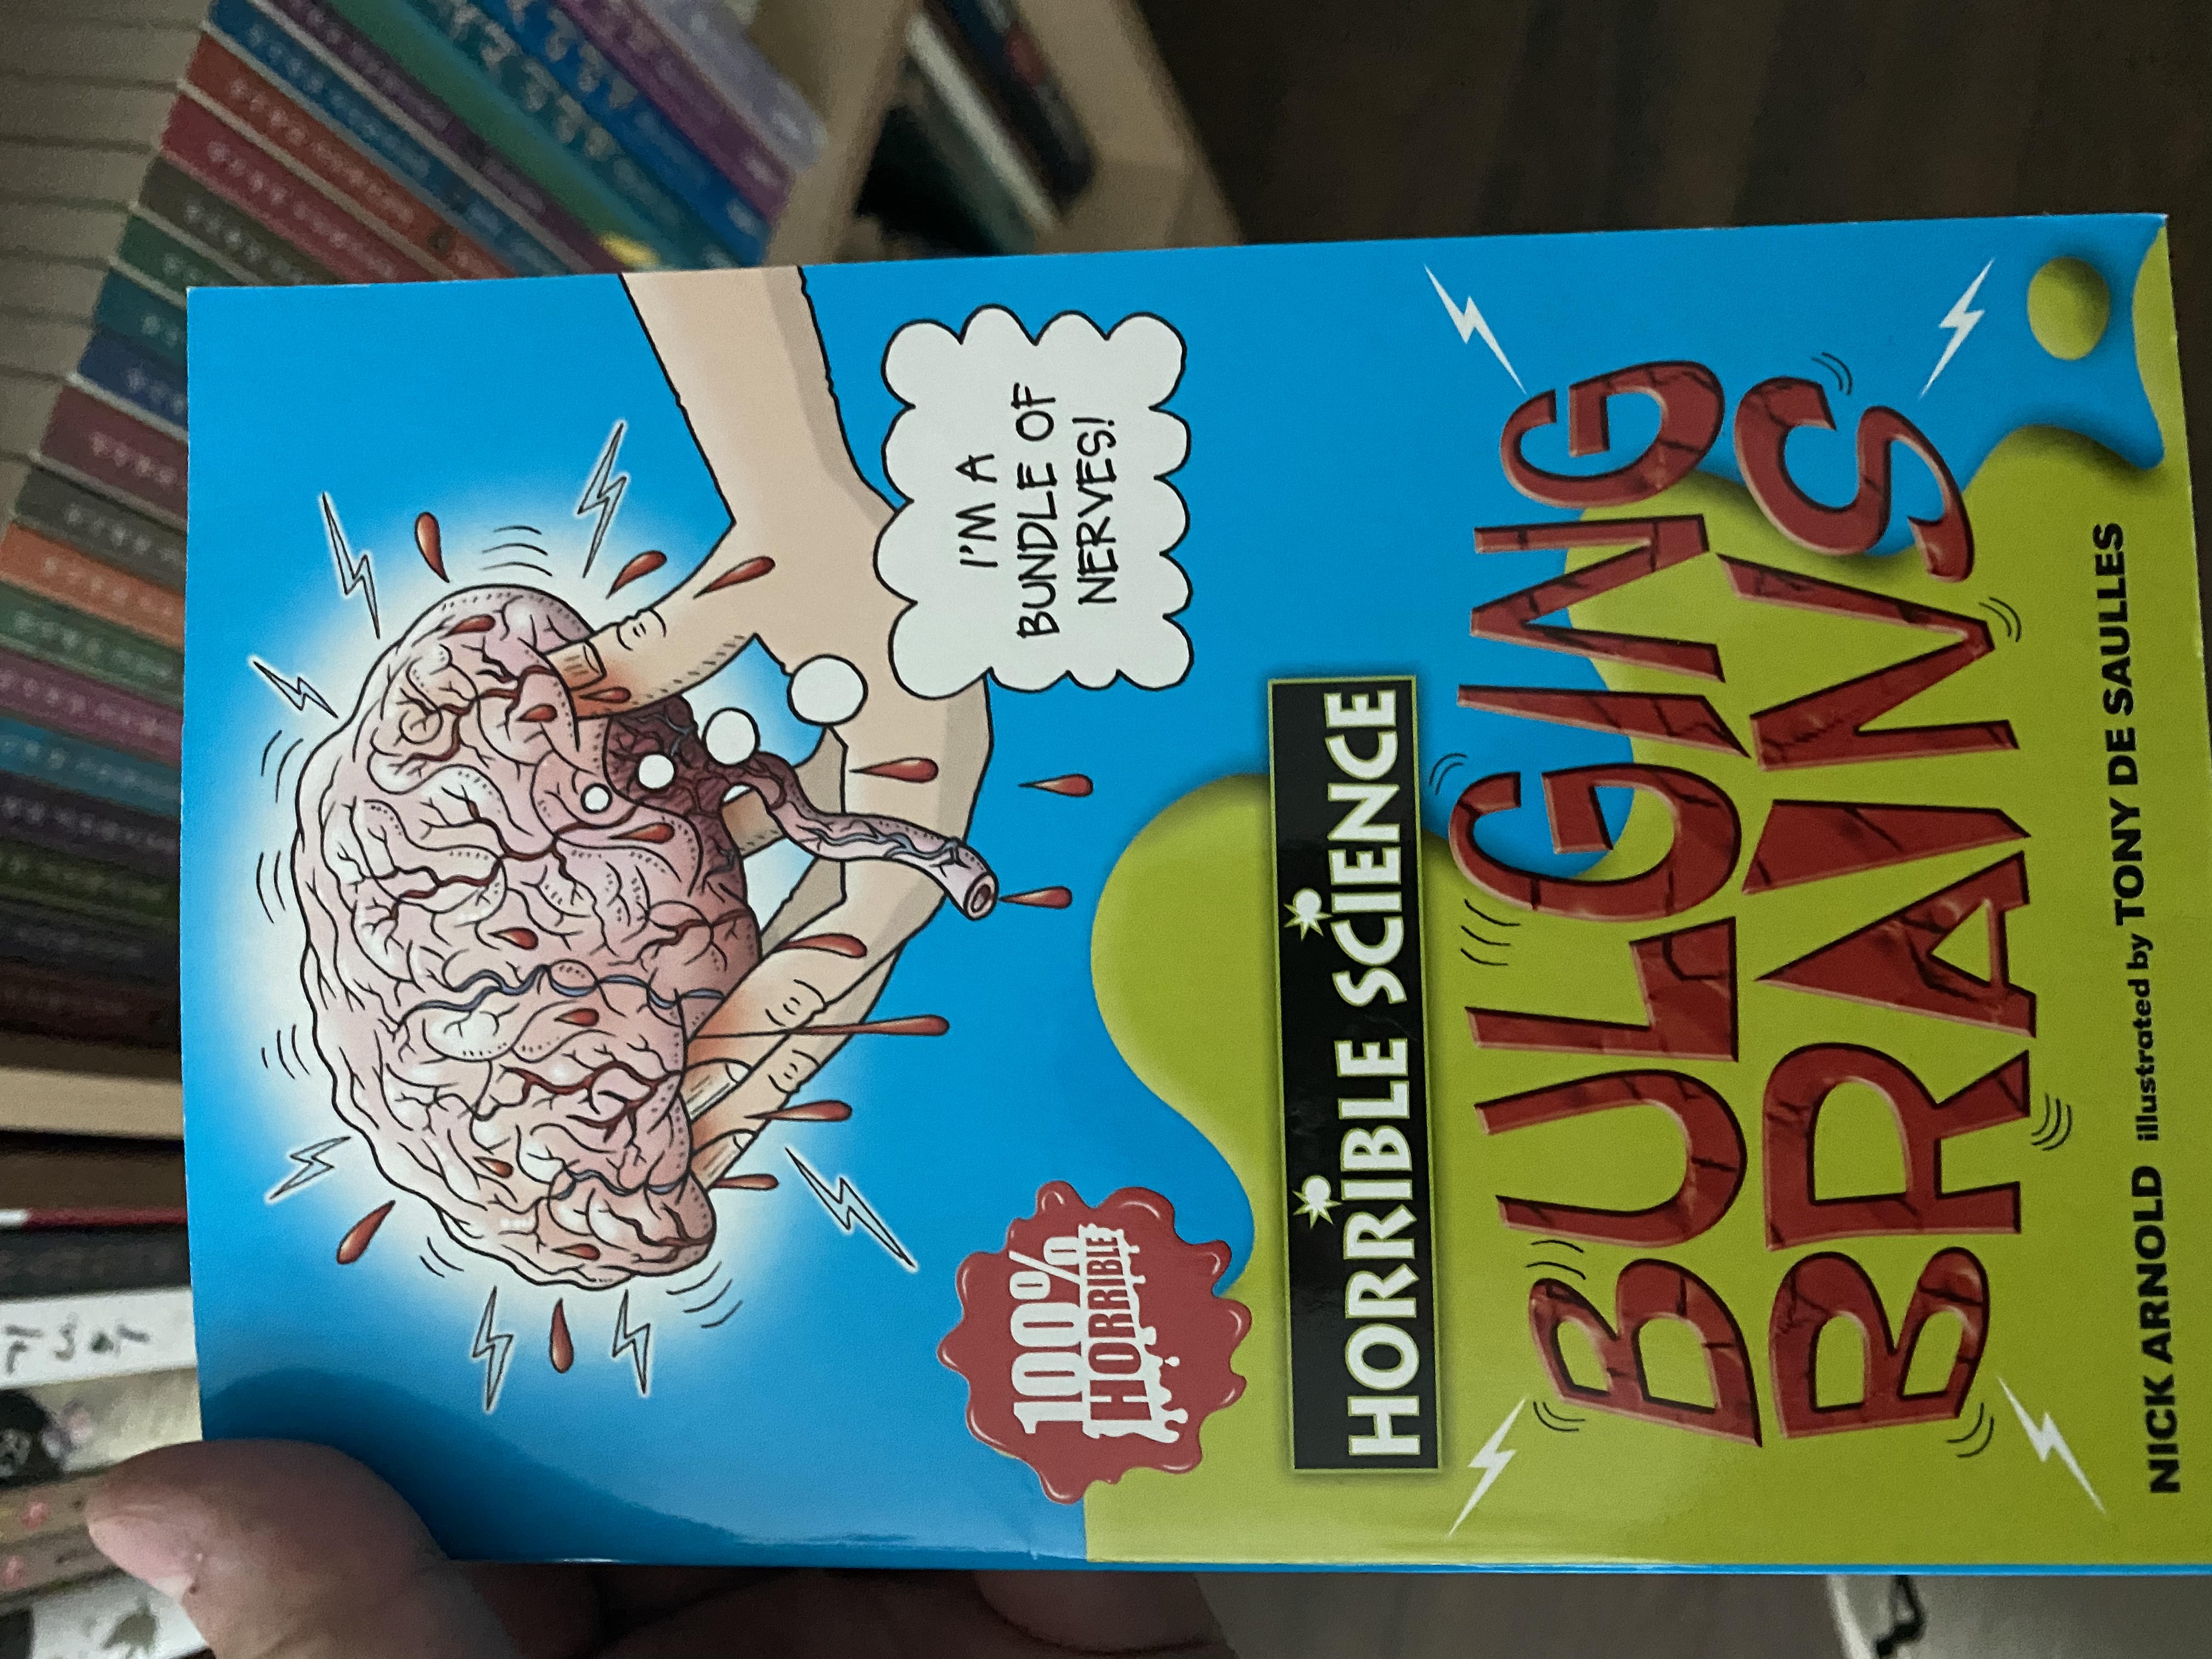 I'M A
BUNDLE OF
NERVES!
100%
HORRIBLE
HORRIBLE SCIENCE
BULGING
BRAINS
NICK ARNOLD illustrated by TONY DE SAULLES